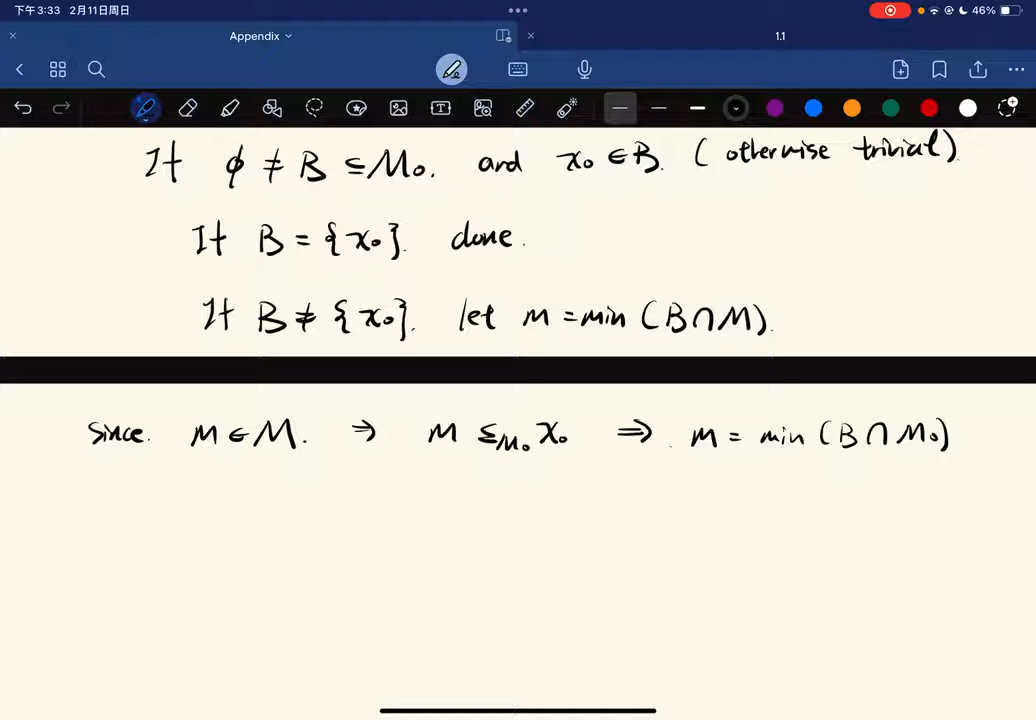 下午3:33 2月11日周日
46%
Appendix
1.1
If ϕ ≠ B ⊆ M₀. and x₀ ∈ B. (otherwise trivial).
If B = {x₀}. done.
If B ≠ {x₀}. let m = min (B ∩ M).
Since. m ∈ M. → m ≤_M₀ x₀ ⇒ m = min (B ∩ M₀)